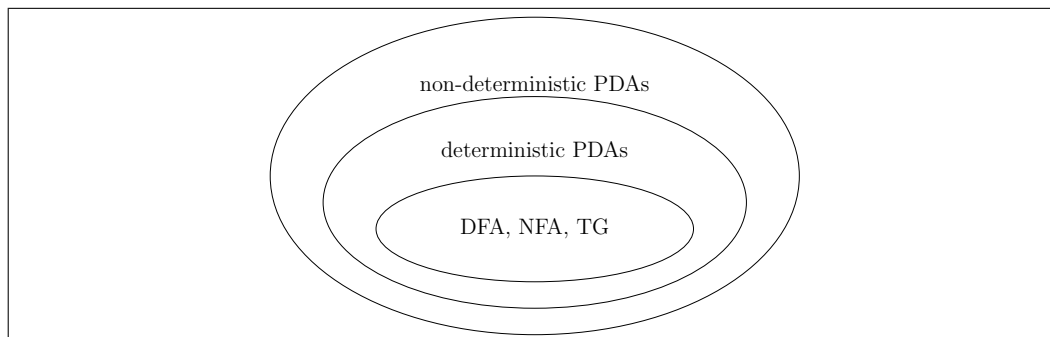 non-deterministic PDAs
deterministic PDAs
DFA, NFA, TG